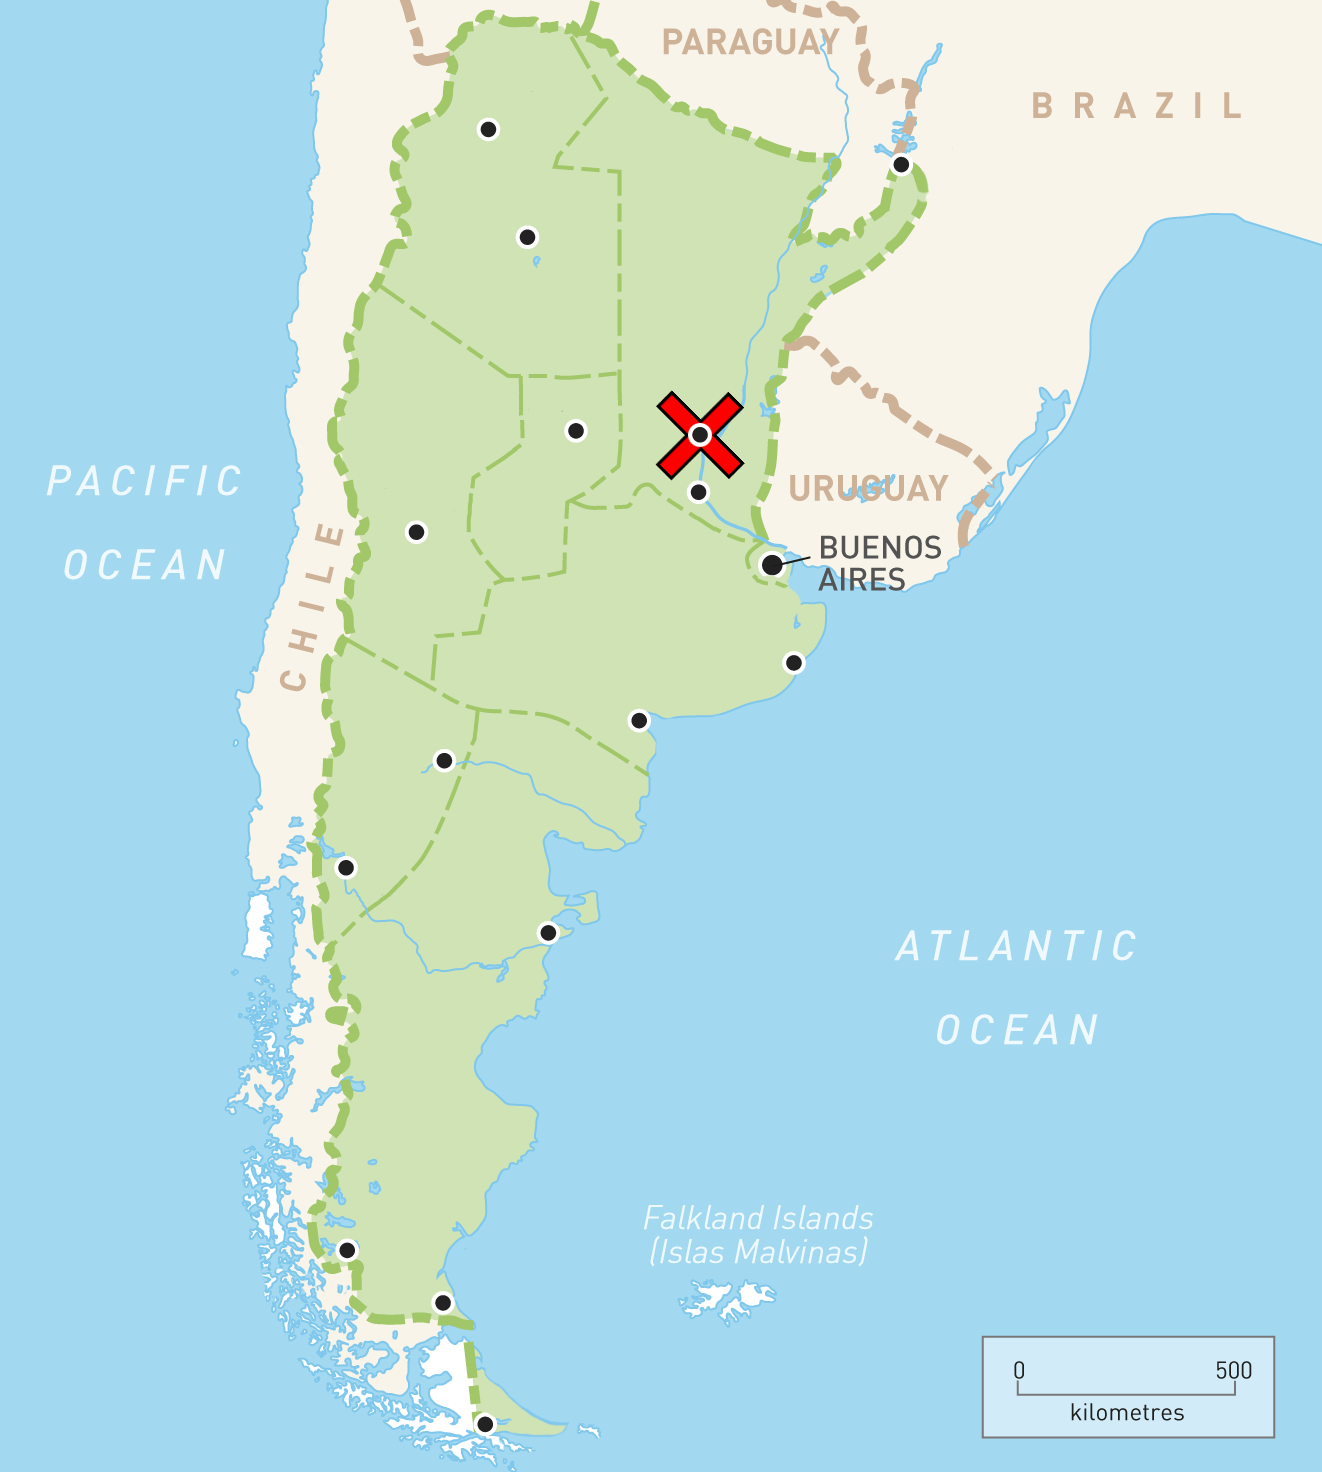 PARAGUAY
BRAZIL
PACIFIC
OCEAN
CHILE
URUGUAY
BUENOS
AIRES
ATLANTIC
OCEAN
Falkland Islands
(Islas Malvinas)
0 500
kilometres